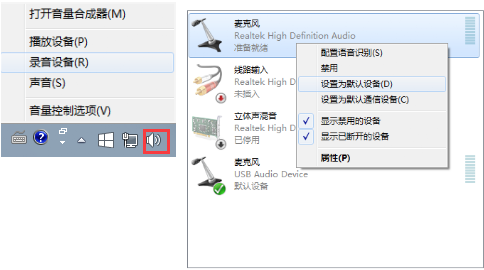 打开音量合成器(M)
播放设备(P)
录音设备(R)
声音(S)
音量控制选项(V)
麦克风
Realtek High Definition Audio
准备就绪
线路输入
Realtek High D
未插入
立体声混音
Realtek High D
已停用
麦克风
USB Audio Device
默认设备
配置语音识别(S)
禁用
设置为默认设备(D)
设置为默认通信设备(C)
显示禁用的设备
显示已断开的设备
属性(P)